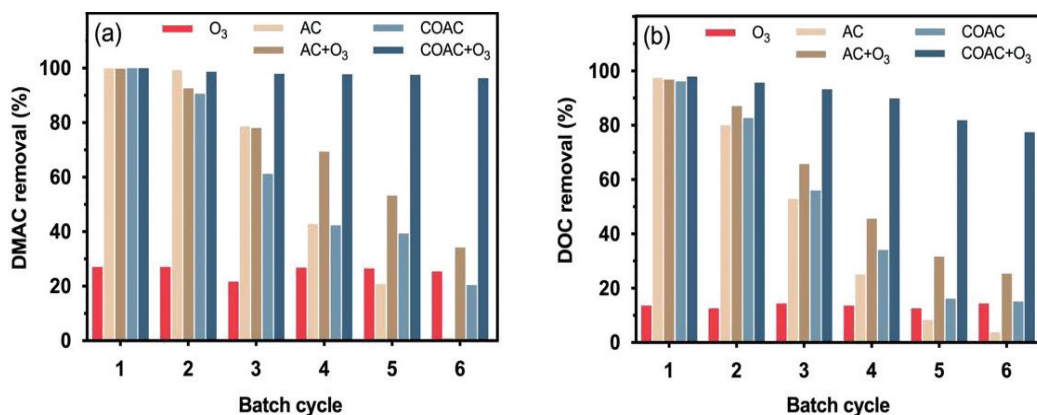 (a)
O₃ AC COAC
AC+O₃ COAC+O₃
DMAC removal (%)
100
80
60
40
20
0
1 2 3 4 5 6
Batch cycle
(b)
O₃ AC COAC
AC+O₃ COAC+O₃
DOC removal (%)
100
80
60
40
20
0
1 2 3 4 5 6
Batch cycle